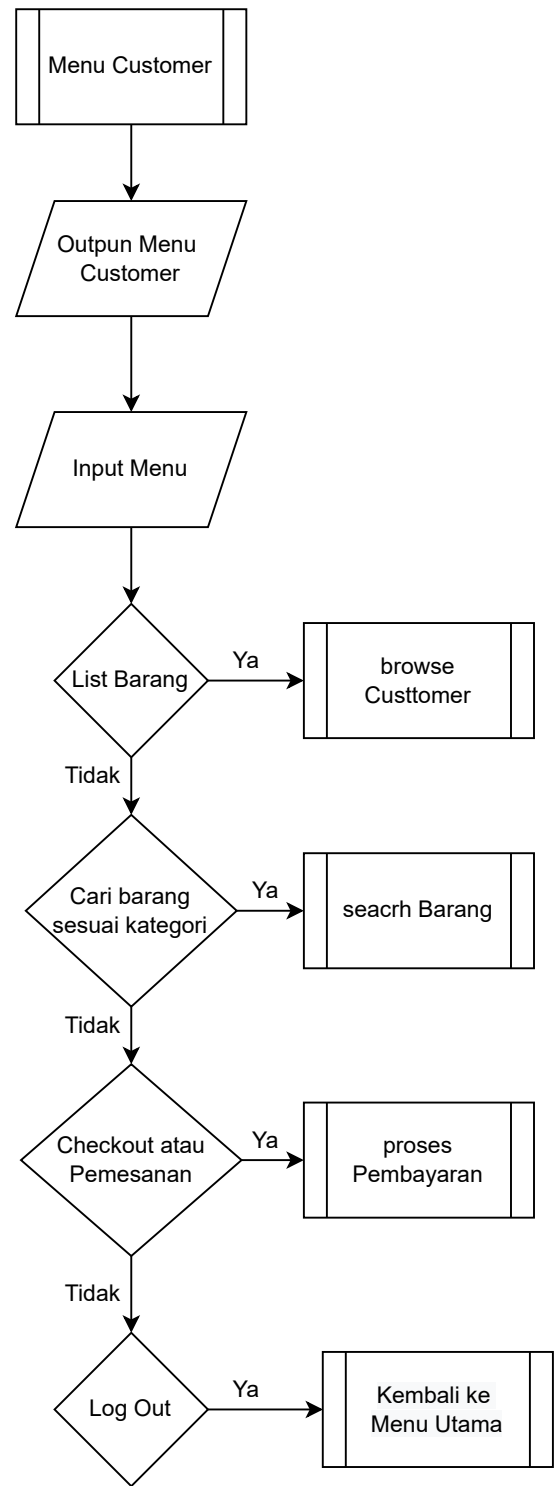 Menu Customer
Outpun Menu
Customer
Input Menu
List Barang
Ya
browse
Custtomer
Tidak
Cari barang
sesuai kategori
Ya
seacrh Barang
Tidak
Checkout atau
Pemesanan
Ya
proses
Pembayaran
Tidak
Log Out
Ya
Kembali ke
Menu Utama